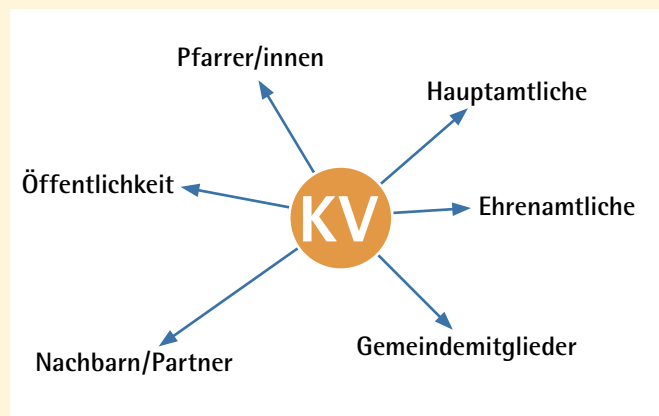 Pfarrer/innen
Hauptamtliche
Öffentlichkeit
KV
Ehrenamtliche
Nachbarn/Partner
Gemeindemitglieder